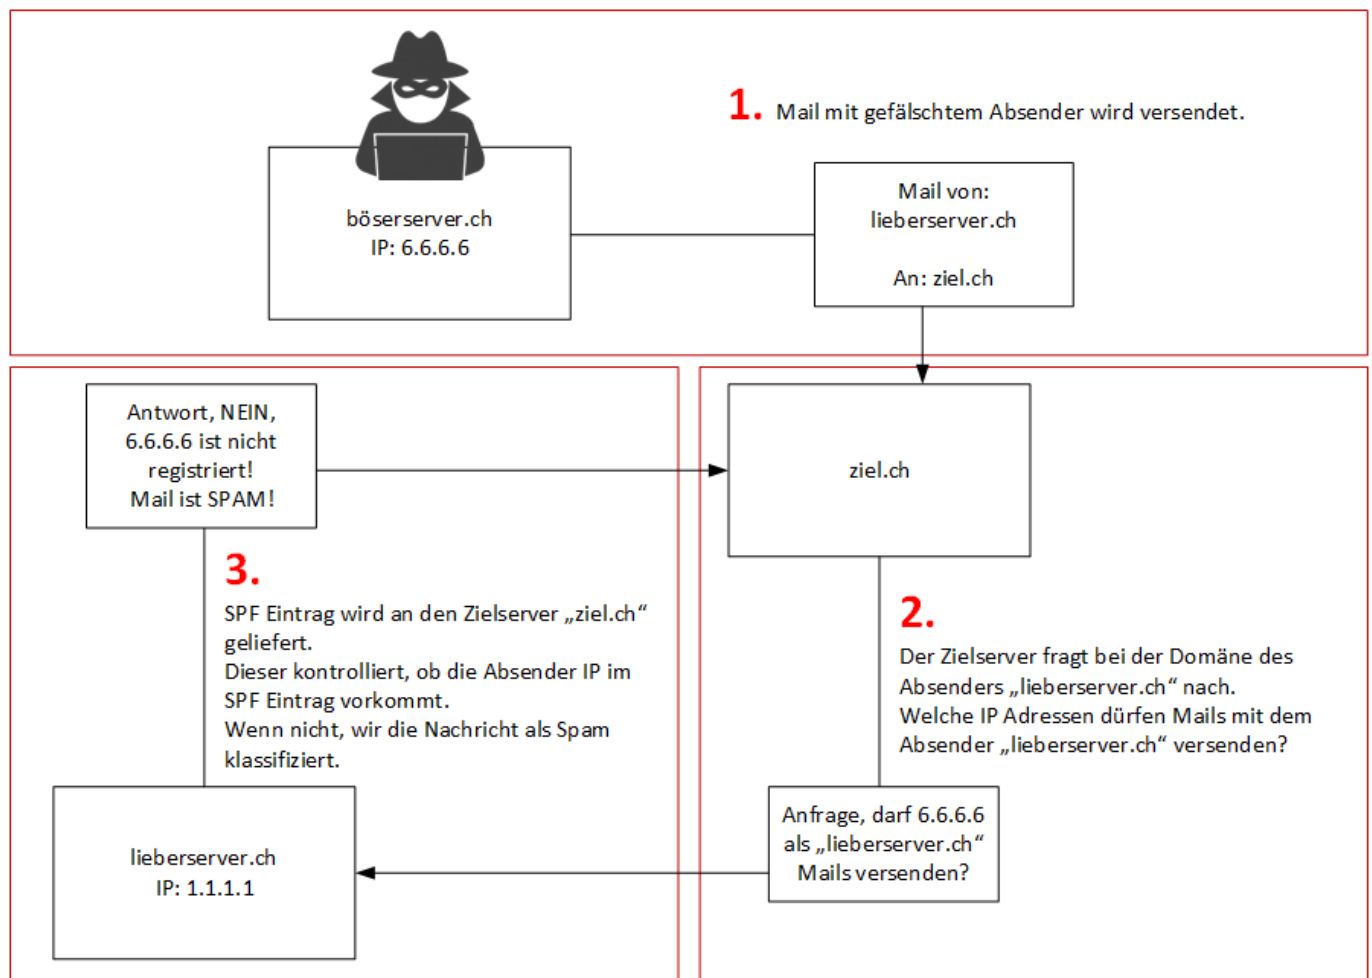 1. Mail mit gefälschtem Absender wird versendet.
böserserver.ch
IP: 6.6.6.6
Mail von:
lieberserver.ch
An: ziel.ch
Antwort, NEIN,
6.6.6.6 ist nicht
registriert!
Mail ist SPAM!
ziel.ch
3.
SPF Eintrag wird an den Zielserver „ziel.ch“
geliefert.
Dieser kontrolliert, ob die Absender IP im
SPF Eintrag vorkommt.
Wenn nicht, wir die Nachricht als Spam
klassifiziert.
2.
Der Zielserver fragt bei der Domäne des
Absenders „lieberserver.ch“ nach.
Welche IP Adressen dürfen Mails mit dem
Absender „lieberserver.ch“ versenden?
lieberserver.ch
IP: 1.1.1.1
Anfrage, darf 6.6.6.6
als „lieberserver.ch“
Mails versenden?